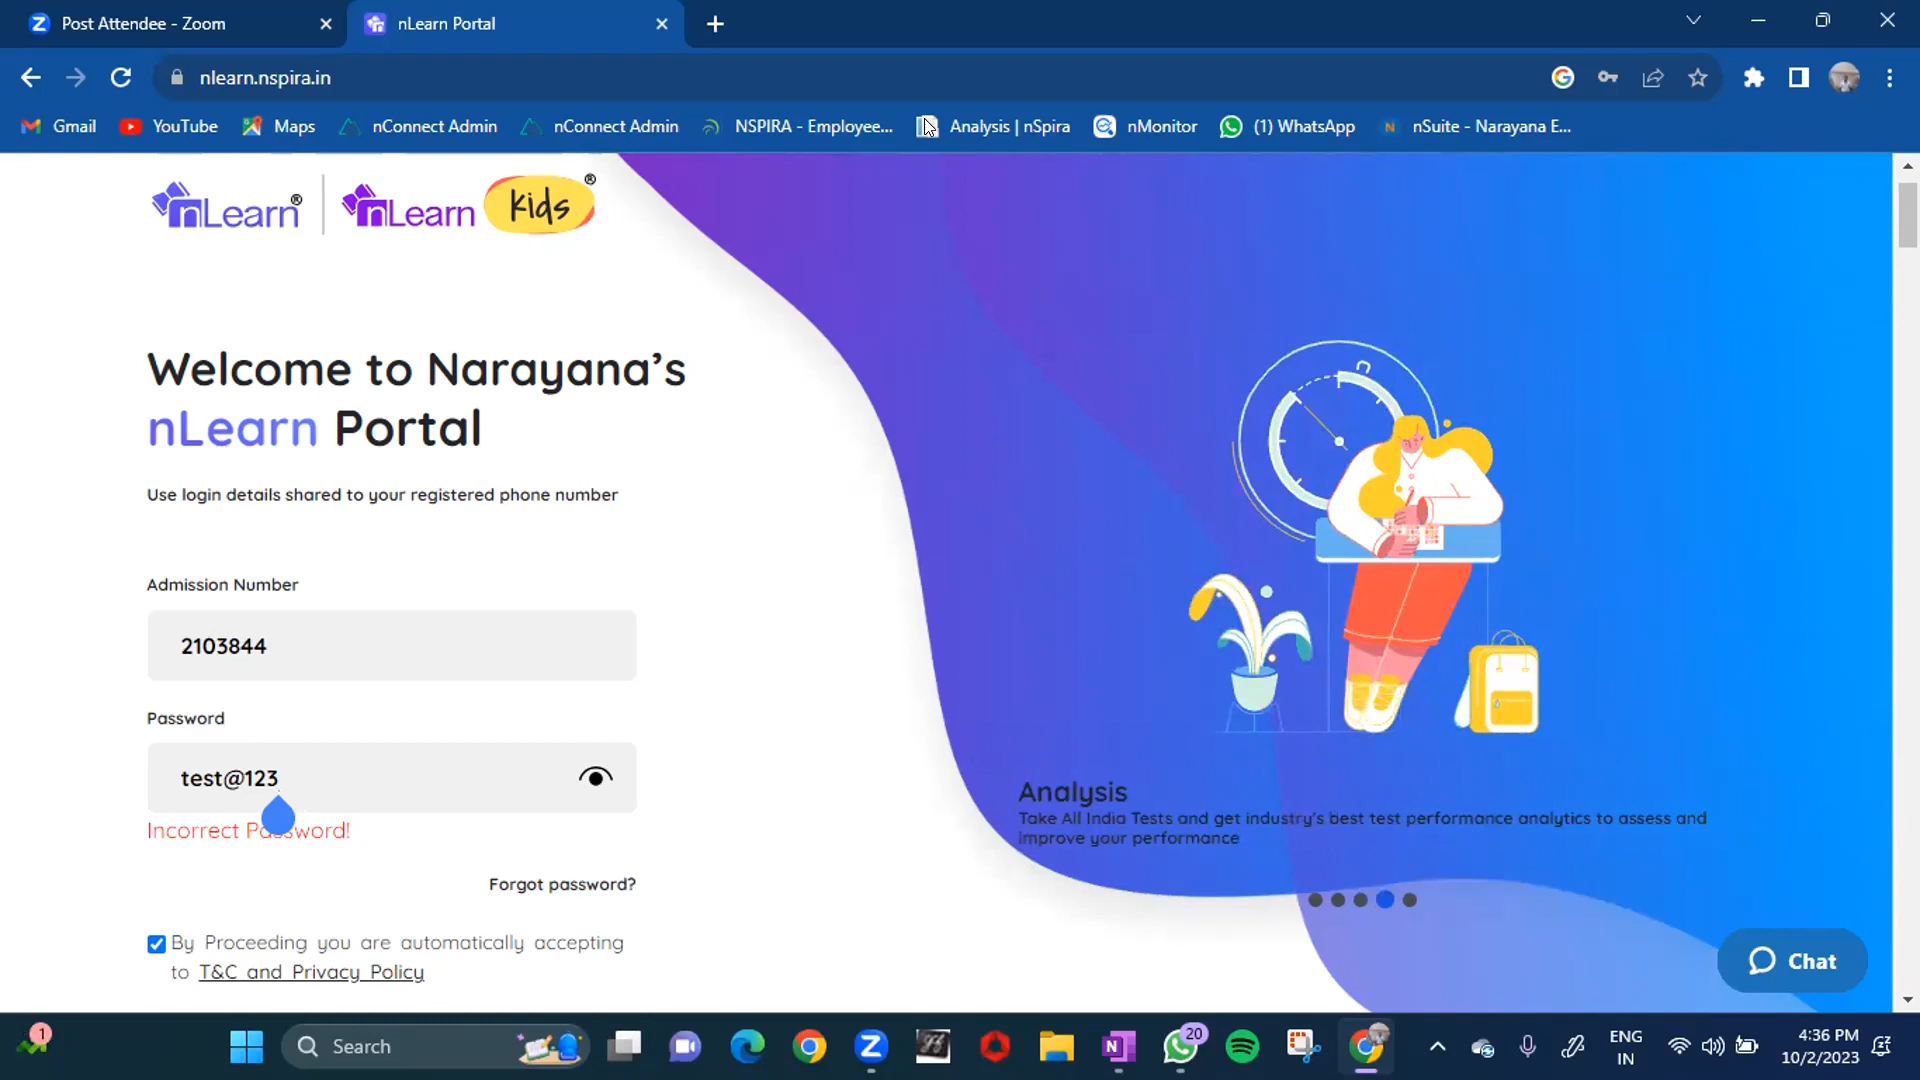 Post Attendee - Zoom
nLearn Portal
nlearn.nspira.in
Gmail
YouTube
Maps
nConnect Admin
nConnect Admin
NSPIRA - Employee...
Analysis | nSpira
nMonitor
(1) WhatsApp
nSuite - Narayana E...
nLearn®
nLearn kids®
Welcome to Narayana's
nLearn Portal
Use login details shared to your registered phone number
Admission Number
2103844
Password
test@123
Incorrect Password!
Forgot password?
By Proceeding you are automatically accepting
to T&C and Privacy Policy
Analysis
Take All India Tests and get industry's best test performance analytics to assess and
improve your performance
Chat
1
Search
20
ENG
IN
4:36 PM
10/2/2023